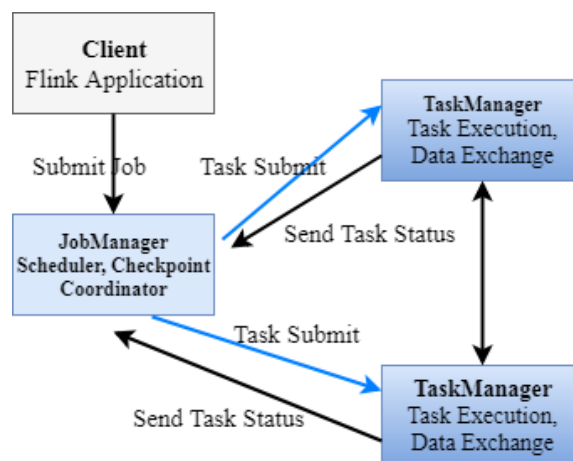 Client
Flink Application
TaskManager
Task Execution,
Data Exchange
Submit Job
Task Submit
JobManager
Scheduler, Checkpoint
Coordinator
Send Task Status
Task Submit
TaskManager
Task Execution,
Data Exchange
Send Task Status